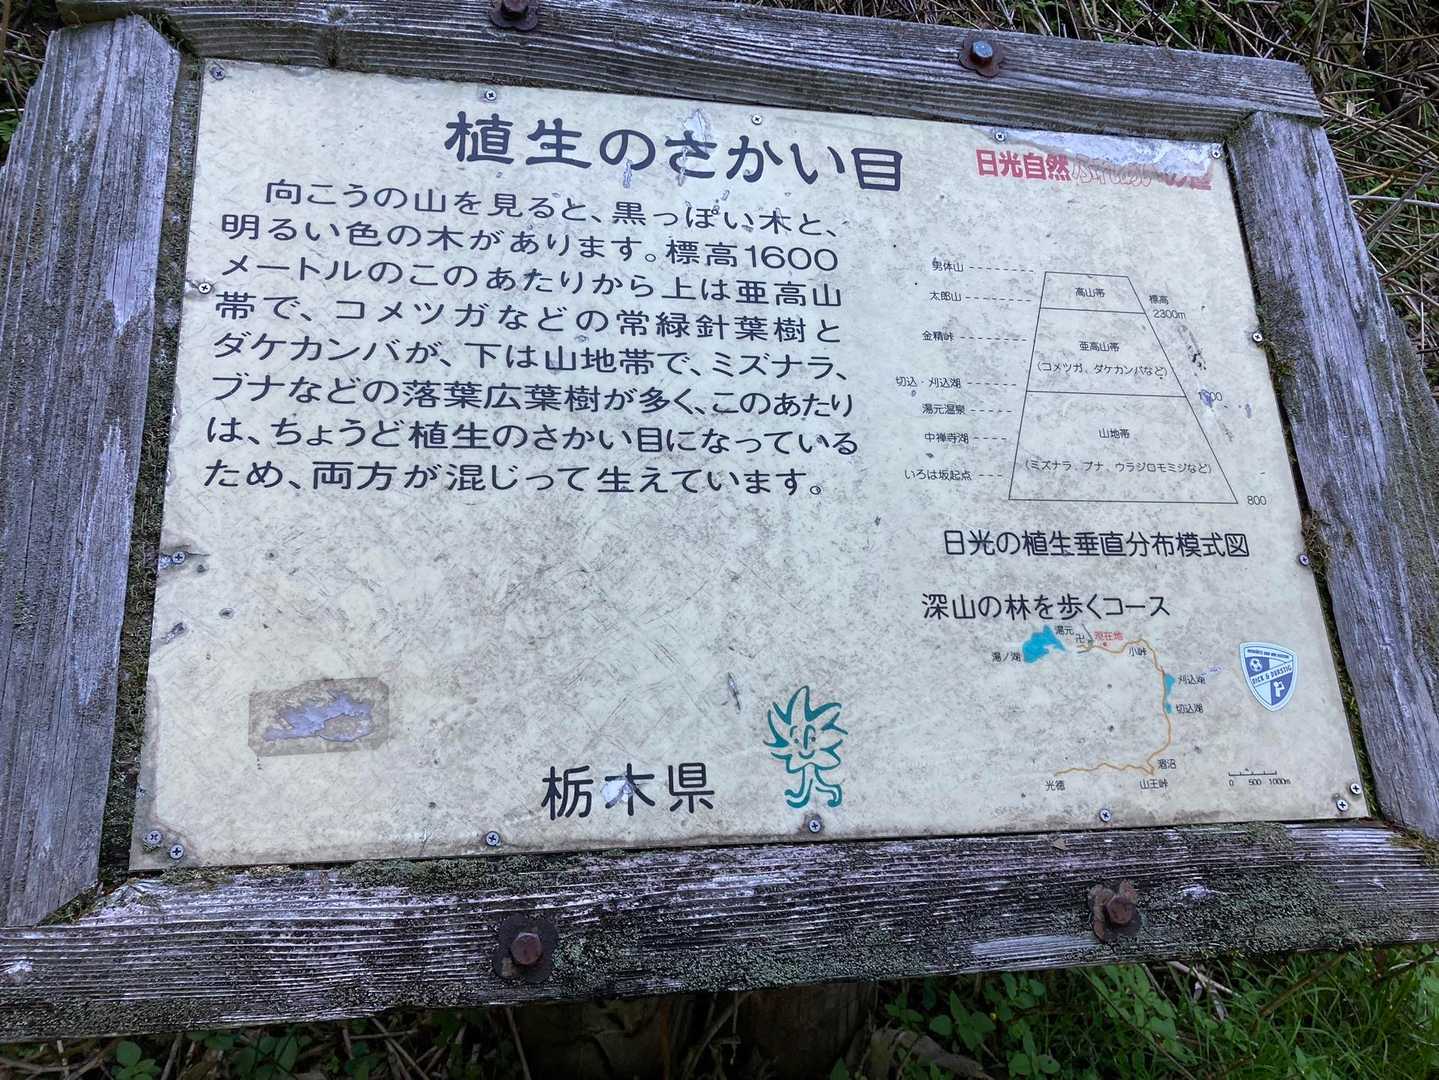 植生のさかい目
日光自然
向こうの山を見ると、黒っぽい木と、
明るい色の木があります。標高1600
メートルのこのあたりから上は亜高山
帯で、コメツガなどの常緑針葉樹と
ダケカンバが、下は山地帯で、ミズナラ、
ブナなどの落葉広葉樹が多く、このあたり
は、ちょうど植生のさかい目になっている
ため、両方が混じって生えています。
男体山
太郎山
金精峠
切込・刈込湖
湯元温泉
中禅寺湖
いろは坂起点
高山帯
標高
2300m
亜高山帯
(コメツガ、ダケカンバなど)
山地帯
(ミズナラ、ブナ、ウラジロモミジなど)
800
日光の植生垂直分布模式図
深山の林を歩くコース
湯元
卍
現在地
湯ノ湖
小峠
刈込湖
切込湖
涸沼
光徳
山王峠
0 500 1000m
栃木県